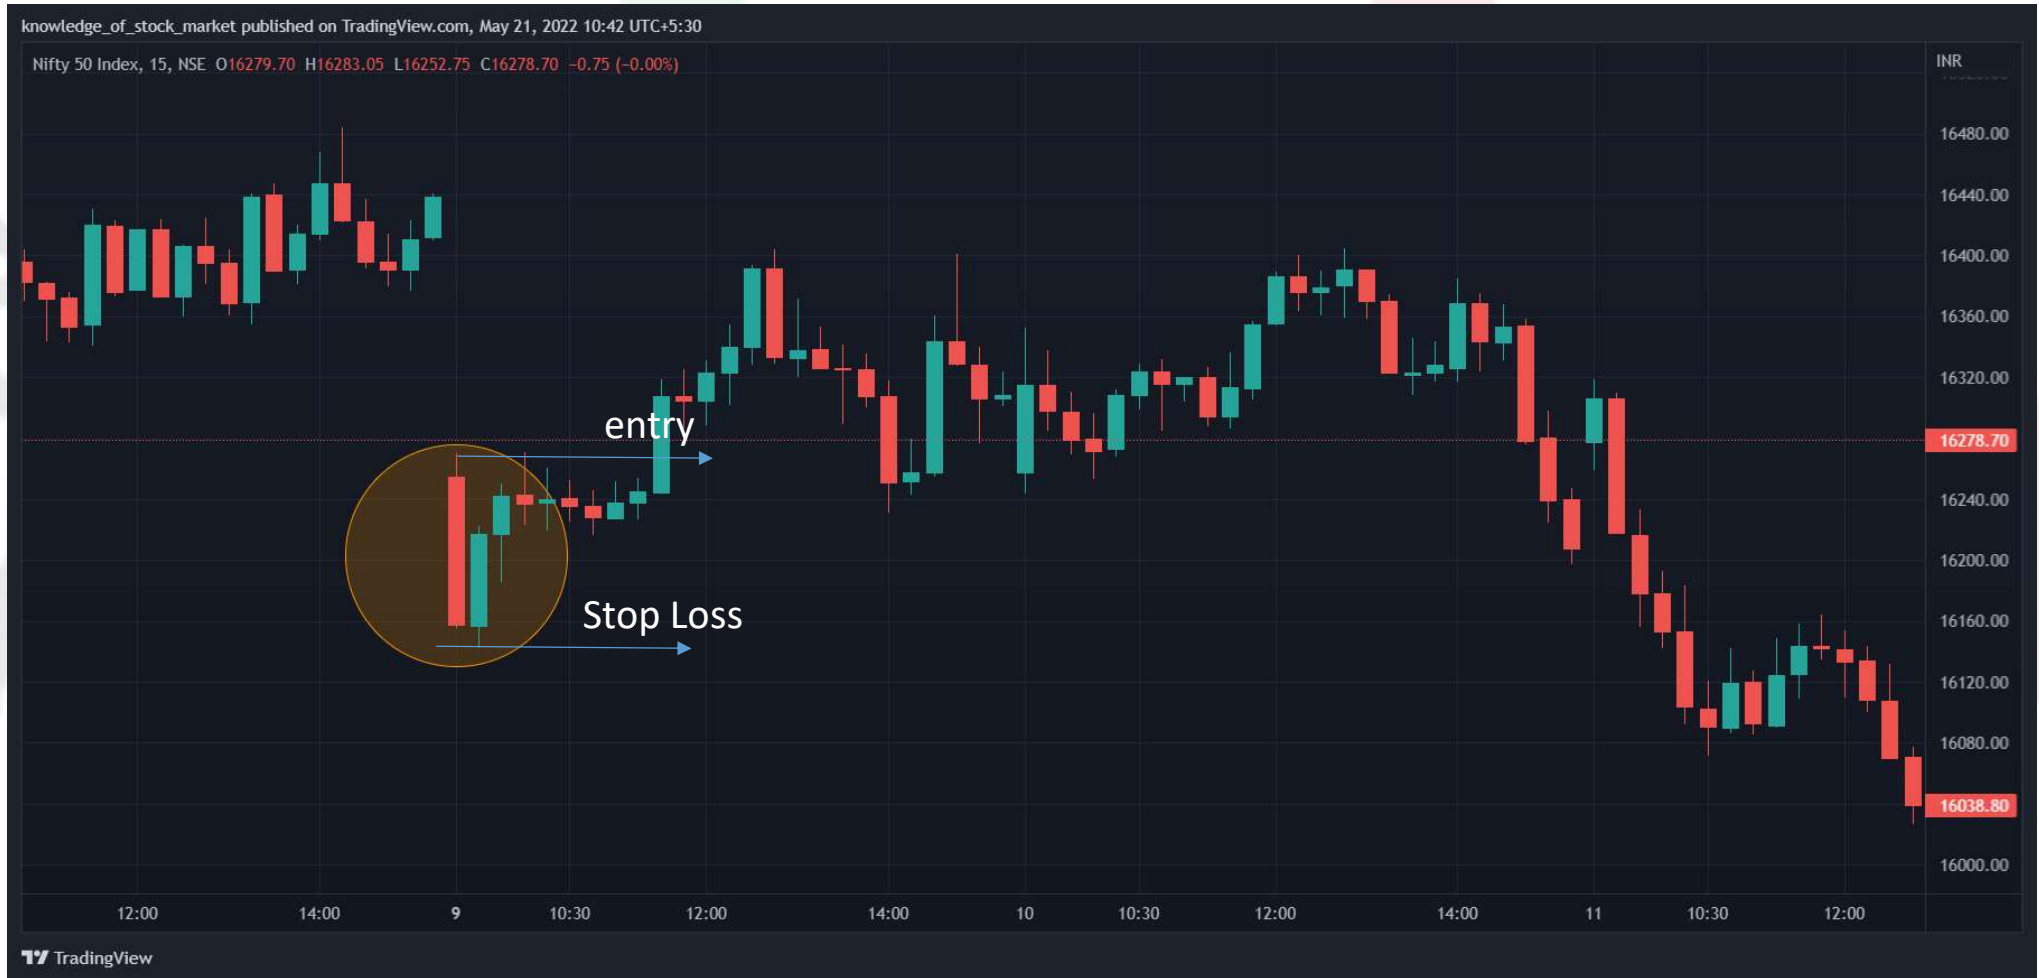 knowledge_of_stock_market published on TradingView.com, May 21, 2022 10:42 UTC+5:30
Nifty 50 Index, 15, NSE O16279.70 H16283.05 L16252.75 C16278.70 −0.75 (−0.00%)
INR
16480.00
16440.00
16400.00
16360.00
16320.00
entry
16278.70
16240.00
16200.00
Stop Loss
16160.00
16120.00
16080.00
16038.80
16000.00
12:00 14:00 9 10:30 12:00 14:00 10 10:30 12:00 14:00 11 10:30 12:00
TradingView